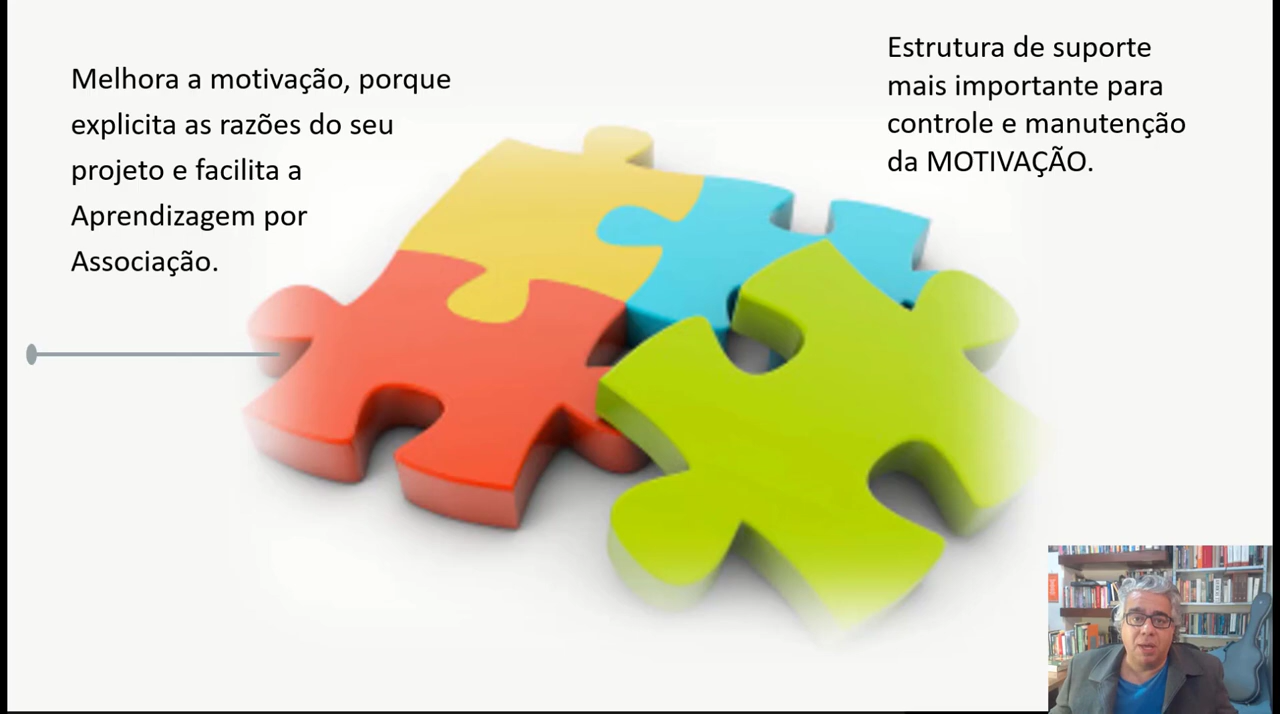 Melhora a motivação, porque
explicita as razões do seu
projeto e facilita a
Aprendizagem por
Associação.
Estrutura de suporte
mais importante para
controle e manutenção
da MOTIVAÇÃO.